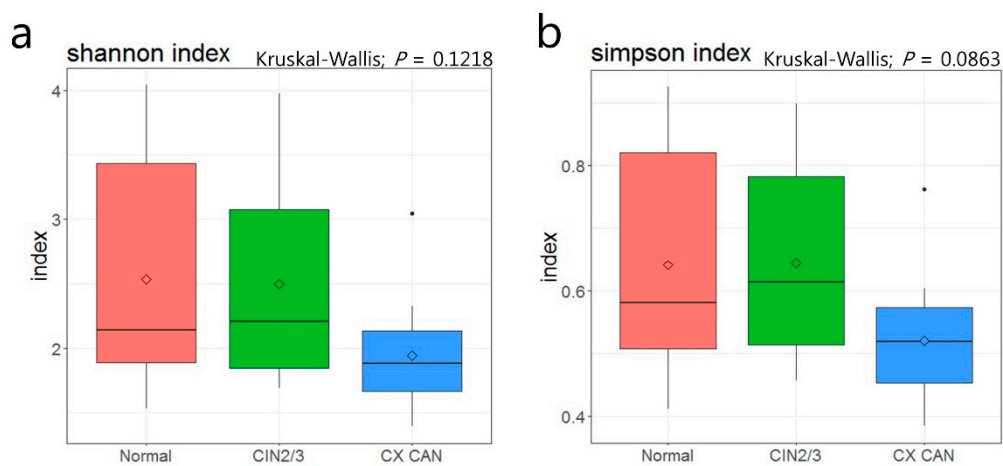 a
shannon index Kruskal-Wallis; P = 0.1218
4
3
2
index
Normal CIN2/3 CX CAN
b
simpson index Kruskal-Wallis; P = 0.0863
0.8
0.6
0.4
index
Normal CIN2/3 CX CAN